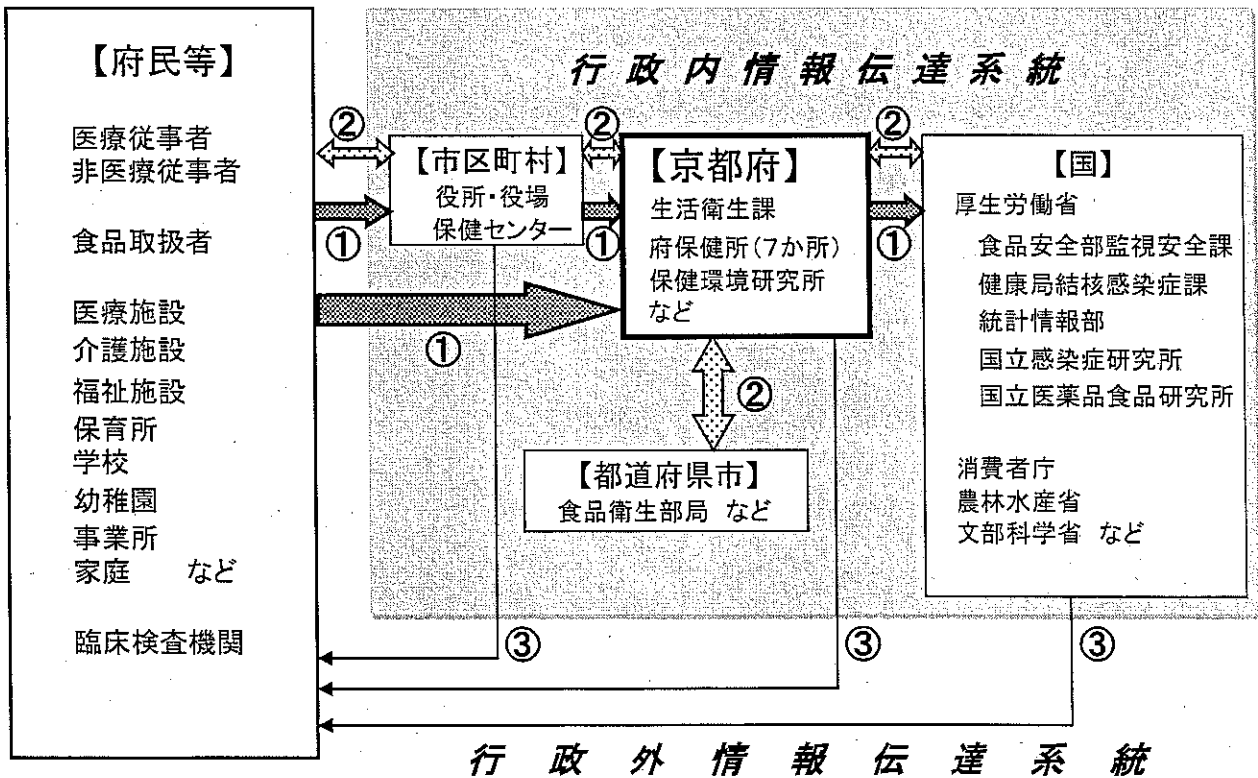 【府民等】
医療従事者
非医療従事者
食品取扱者
医療施設
介護施設
福祉施設
保育所
学校
幼稚園
事業所
家庭 など
臨床検査機関
行政内情報伝達系統
②
②
②
【市区町村】
役所・役場
保健センター
①
①
①
①
【京都府】
生活衛生課
府保健所(7か所)
保健環境研究所
など
②
【都道府県市】
食品衛生部局 など
【国】
厚生労働省
食品安全部監視安全課
健康局結核感染症課
統計情報部
国立感染症研究所
国立医薬品食品研究所
消費者庁
農林水産省
文部科学省 など
③
③
③
行政外情報伝達系統